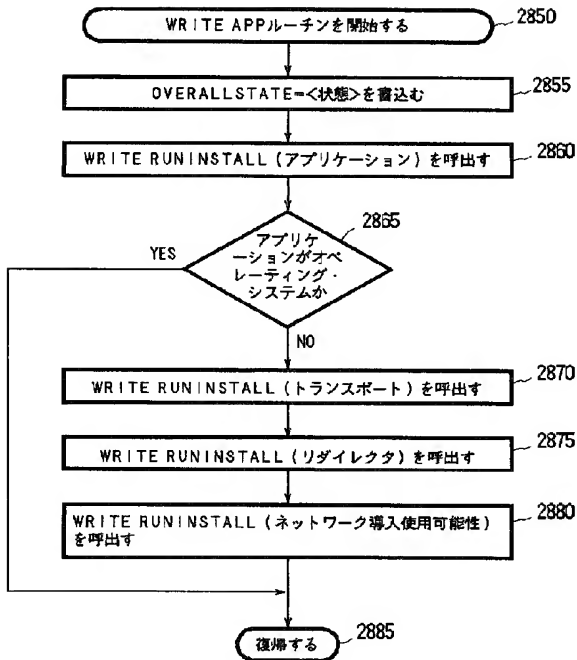 WRITE APPルーチンを開始する
2850
OVERALLSTATE=<状態>を書込む
2855
WRITE RUNINSTALL(アプリケーション)を呼出す
2860
2865
アプリケ
ーションがオペ
レーティング・
システムか
YES
NO
WRITE RUNINSTALL(トランスポート)を呼出す
2870
WRITE RUNINSTALL(リダイレクタ)を呼出す
2875
WRITE RUNINSTALL(ネットワーク導入使用可能性)
を呼出す
2880
復帰する
2885